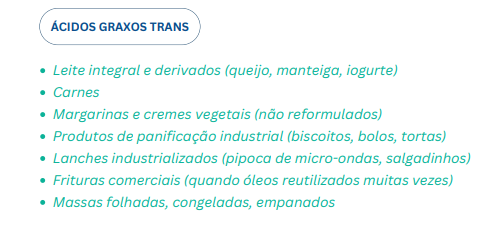 ÁCIDOS GRAXOS TRANS
• Leite integral e derivados (queijo, manteiga, iogurte)
• Carnes
• Margarinas e cremes vegetais (não reformulados)
• Produtos de panificação industrial (biscoitos, bolos, tortas)
• Lanches industrializados (pipoca de micro-ondas, salgadinhos)
• Frituras comerciais (quando óleos reutilizados muitas vezes)
• Massas folhadas, congeladas, empanados